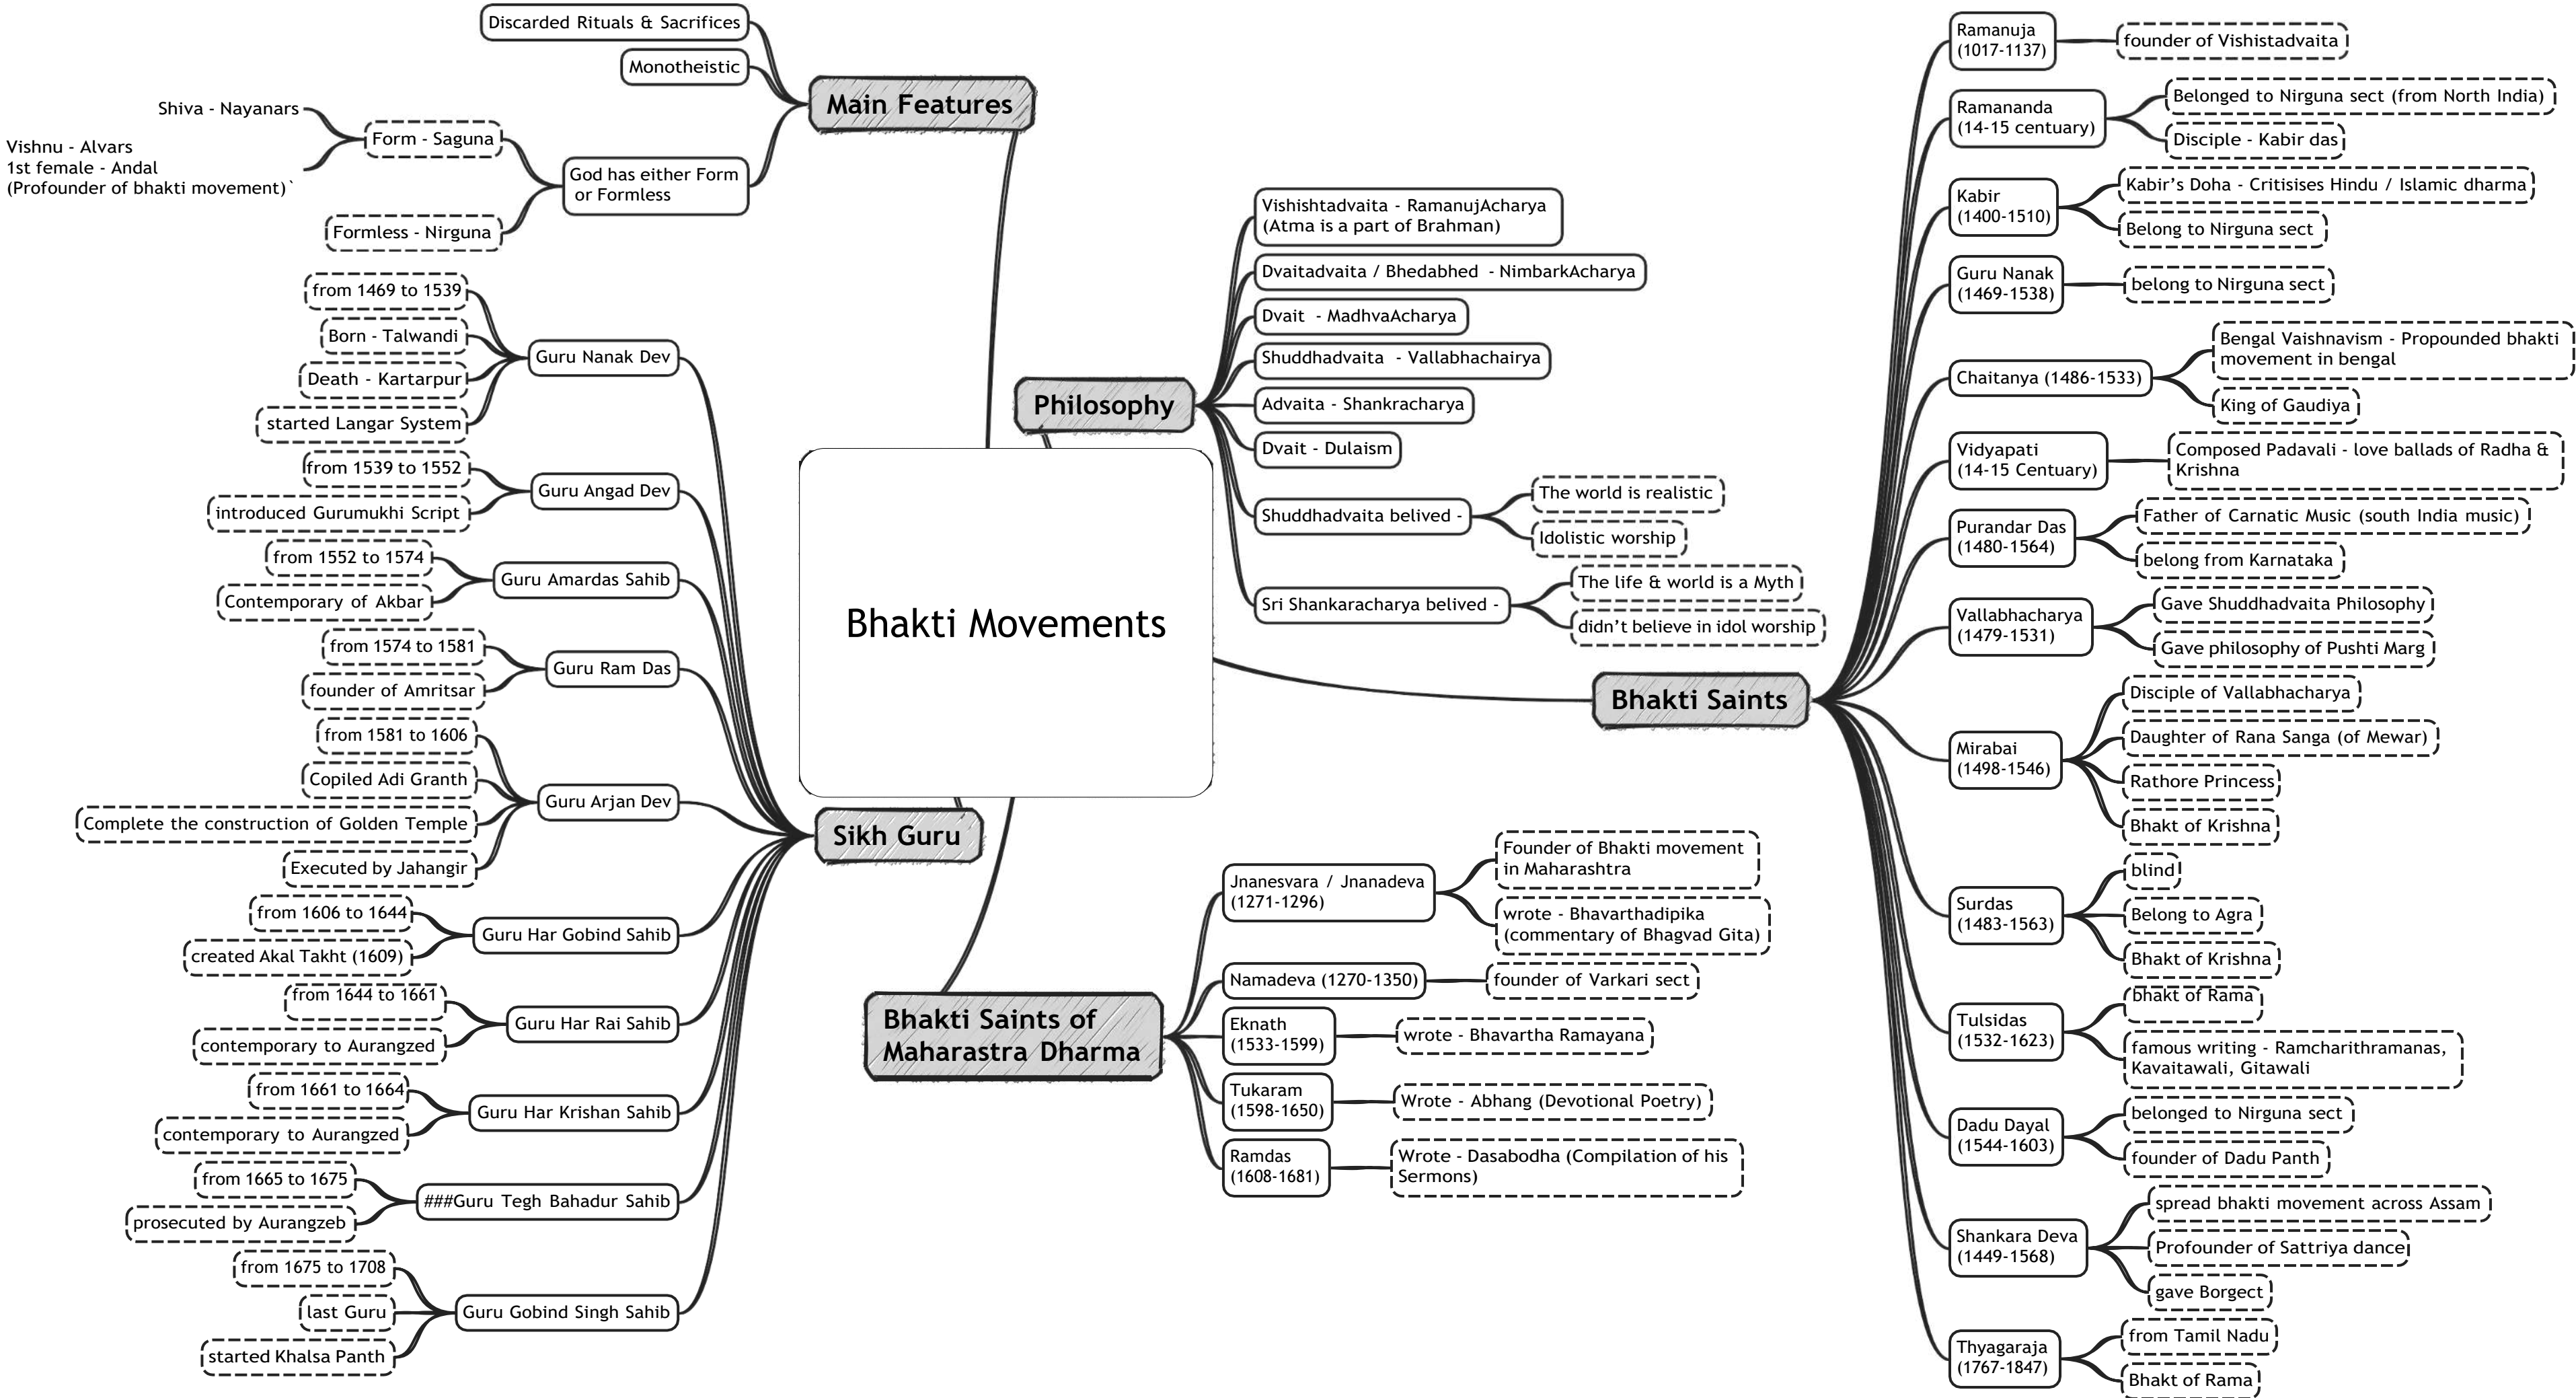 Bhakti Movements
Main Features
Discarded Rituals & Sacrifices
Monotheistic
God has either Form
or Formless
Form - Saguna
Shiva - Nayanars
Vishnu - Alvars
1st female - Andal
(Profounder of bhakti movement)`
Formless - Nirguna
Philosophy
Vishishtadvaita - RamanujAcharya
(Atma is a part of Brahman)
Dvaitadvaita / Bhedabhed - NimbarkAcharya
Dvait - MadhvaAcharya
Shuddhadvaita - Vallabhachairya
Advaita - Shankracharya
Dvait - Dulaism
Shuddhadvaita belived -
The world is realistic
Idolistic worship
Sri Shankaracharya belived -
The life & world is a Myth
didn't believe in idol worship
Bhakti Saints
Ramanuja
(1017-1137)
founder of Vishistadvaita
Ramananda
(14-15 centuary)
Belonged to Nirguna sect (from North India)
Disciple - Kabir das
Kabir
(1400-1510)
Kabir's Doha - Critisises Hindu / Islamic dharma
Belong to Nirguna sect
Guru Nanak
(1469-1538)
belong to Nirguna sect
Chaitanya (1486-1533)
Bengal Vaishnavism - Propounded bhakti
movement in bengal
King of Gaudiya
Vidyapati
(14-15 Centuary)
Composed Padavali - love ballads of Radha &
Krishna
Purandar Das
(1480-1564)
Father of Carnatic Music (south India music)
belong from Karnataka
Vallabhacharya
(1479-1531)
Gave Shuddhadvaita Philosophy
Gave philosophy of Pushti Marg
Mirabai
(1498-1546)
Disciple of Vallabhacharya
Daughter of Rana Sanga (of Mewar)
Rathore Princess
Bhakt of Krishna
Surdas
(1483-1563)
blind
Belong to Agra
Bhakt of Krishna
Tulsidas
(1532-1623)
bhakt of Rama
famous writing - Ramcharithramanas,
Kavaitawali, Gitawali
Dadu Dayal
(1544-1603)
belonged to Nirguna sect
founder of Dadu Panth
Shankara Deva
(1449-1568)
spread bhakti movement across Assam
Profounder of Sattriya dance
gave Borgect
Thyagaraja
(1767-1847)
from Tamil Nadu
Bhakt of Rama
Bhakti Saints of
Maharastra Dharma
Jnanesvara / Jnanadeva
(1271-1296)
Founder of Bhakti movement
in Maharashtra
wrote - Bhavarthadipika
(commentary of Bhagvad Gita)
Namadeva (1270-1350)
founder of Varkari sect
Eknath
(1533-1599)
wrote - Bhavartha Ramayana
Tukaram
(1598-1650)
Wrote - Abhang (Devotional Poetry)
Ramdas
(1608-1681)
Wrote - Dasabodha (Compilation of his
Sermons)
Sikh Guru
Guru Nanak Dev
from 1469 to 1539
Born - Talwandi
Death - Kartarpur
started Langar System
Guru Angad Dev
from 1539 to 1552
introduced Gurumukhi Script
Guru Amardas Sahib
from 1552 to 1574
Contemporary of Akbar
Guru Ram Das
from 1574 to 1581
founder of Amritsar
Guru Arjan Dev
from 1581 to 1606
Copiled Adi Granth
Complete the construction of Golden Temple
Executed by Jahangir
Guru Har Gobind Sahib
from 1606 to 1644
created Akal Takht (1609)
Guru Har Rai Sahib
from 1644 to 1661
contemporary to Aurangzed
Guru Har Krishan Sahib
from 1661 to 1664
contemporary to Aurangzed
###Guru Tegh Bahadur Sahib
from 1665 to 1675
prosecuted by Aurangzeb
Guru Gobind Singh Sahib
from 1675 to 1708
last Guru
started Khalsa Panth